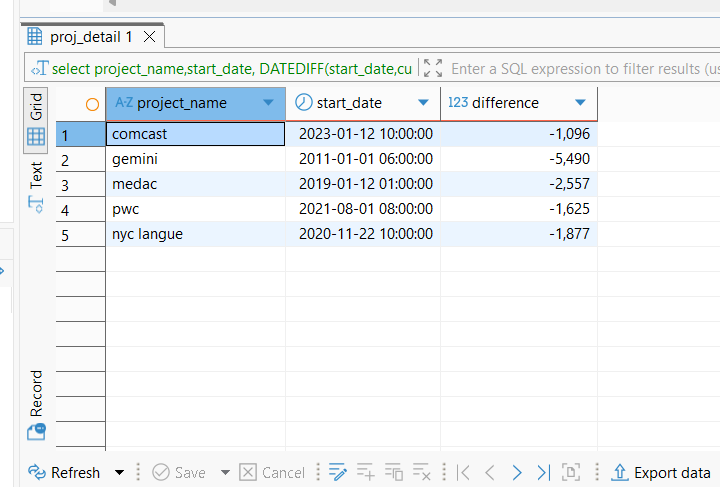 proj_detail 1
select project_name,start_date, DATEDIFF(start_date,cu
Enter a SQL expression to filter results (us
Grid
Text
Record
A-Z project_name start_date 123 difference
1 comcast 2023-01-12 10:00:00 -1,096
2 gemini 2011-01-01 06:00:00 -5,490
3 medac 2019-01-12 01:00:00 -2,557
4 pwc 2021-08-01 08:00:00 -1,625
5 nyc langue 2020-11-22 10:00:00 -1,877
Refresh Save Cancel Export data